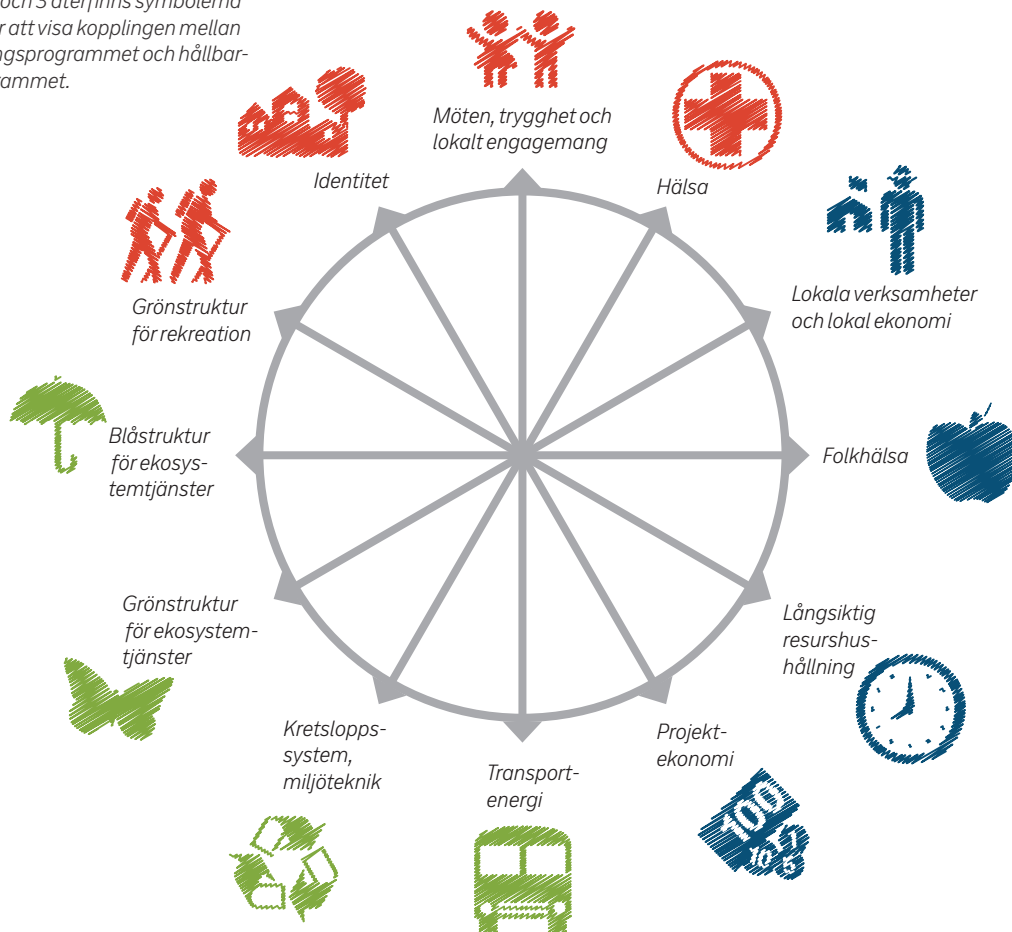 och 3 återfinns symbolerna
r att visa kopplingen mellan
ngsprogrammet och hållbar-
rammet.
Möten, trygghet och
lokalt engagemang
Hälsa
Lokala verksamheter
och lokal ekonomi
Folkhälsa
Långsiktig
resurshus-
hållning
Projekt-
ekonomi
100
10
1
5
Transport-
energi
Kretslopps-
system,
miljöteknik
Grönstruktur
för ekosystem-
tjänster
Blåstruktur
för ekosys-
temtjänster
Grönstruktur
för rekreation
Identitet